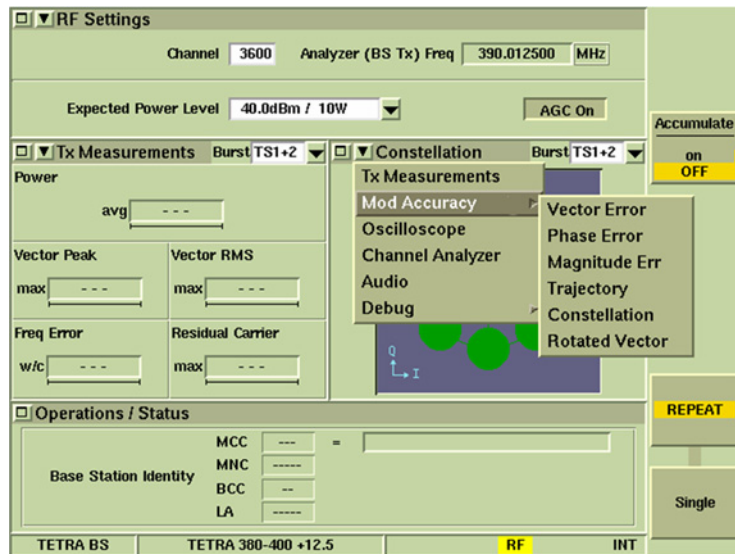 RF Settings
Channel 3600 Analyzer (BS Tx) Freq 390.012500 MHz
Expected Power Level 40.0dBm / 10W AGC On
Accumulate
on
OFF
Tx Measurements Burst TS1+2
Power
avg ---
Vector Peak Vector RMS
max --- max ---
Freq Error Residual Carrier
w/c --- max ---
Constellation Burst TS1+2
Tx Measurements
Mod Accuracy
Oscilloscope
Channel Analyzer
Audio
Debug
Vector Error
Phase Error
Magnitude Err
Trajectory
Constellation
Rotated Vector
Q
I
REPEAT
Single
Operations / Status
Base Station Identity
MCC --- =
MNC -----
BCC --
LA -----
TETRA BS TETRA 380-400 +12.5 RF INT